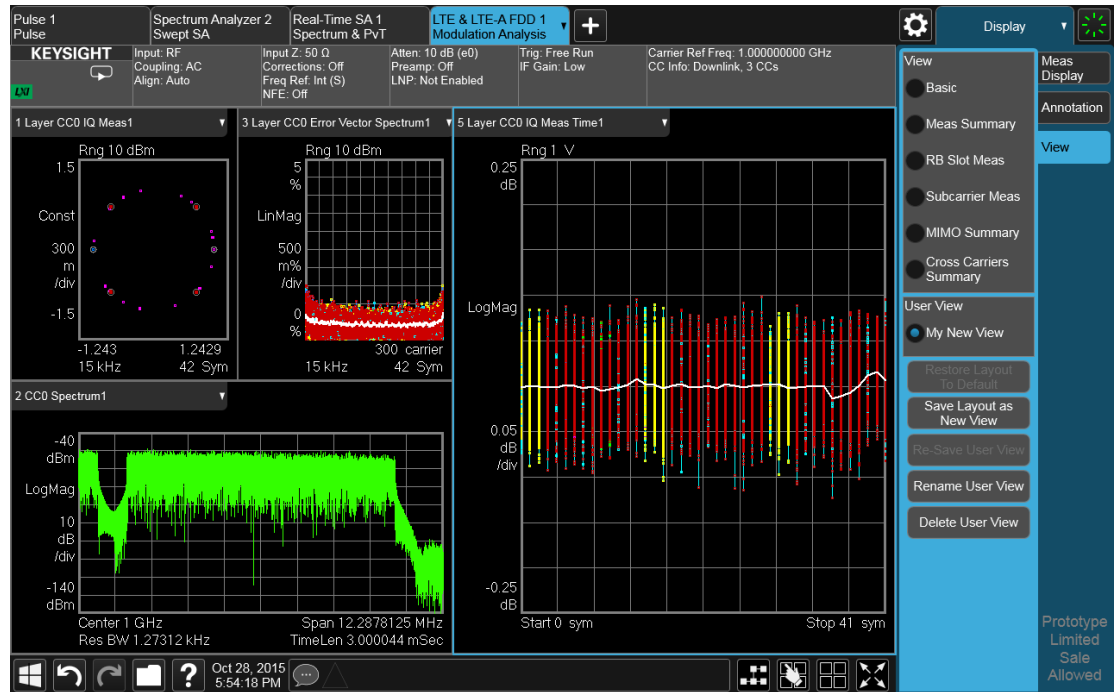 Pulse 1
Pulse
Spectrum Analyzer 2
Swept SA
Real-Time SA 1
Spectrum & PvT
LTE & LTE-A FDD 1
Modulation Analysis
Display
KEYSIGHT
LNI
Input: RF
Coupling: AC
Align: Auto
Input Z: 50 Ω
Corrections: Off
Freq Ref: Int (S)
NFE: Off
Atten: 10 dB (e0)
Preamp: Off
LNP: Not Enabled
Trig: Free Run
IF Gain: Low
Carrier Ref Freq: 1.000000000 GHz
CC Info: Downlink, 3 CCs
1 Layer CC0 IQ Meas1
Rng 10 dBm
1.5
Const
300
m
/div
-1.5
-1.243
1.2429
15 kHz
42 Sym
3 Layer CC0 Error Vector Spectrum1
Rng 10 dBm
5
%
LinMag
500
m%
/div
0
%
300 carrier
15 kHz
42 Sym
2 CC0 Spectrum1
-40
dBm
LogMag
10
dB
/div
-140
dBm
Center 1 GHz
Span 12.2878125 MHz
Res BW 1.27312 kHz
TimeLen 3.000044 mSec
5 Layer CC0 IQ Meas Time1
Rng 1 V
0.25
dB
LogMag
0.05
dB
/div
-0.25
dB
Start 0 sym
Stop 41 sym
View
Basic
Meas Summary
RB Slot Meas
Subcarrier Meas
MIMO Summary
Cross Carriers
Summary
User View
My New View
Restore Layout
To Default
Save Layout as
New View
Re-Save User View
Rename User View
Delete User View
Meas
Display
Annotation
View
Prototype
Limited
Sale
Allowed
Oct 28, 2015
5:54:18 PM